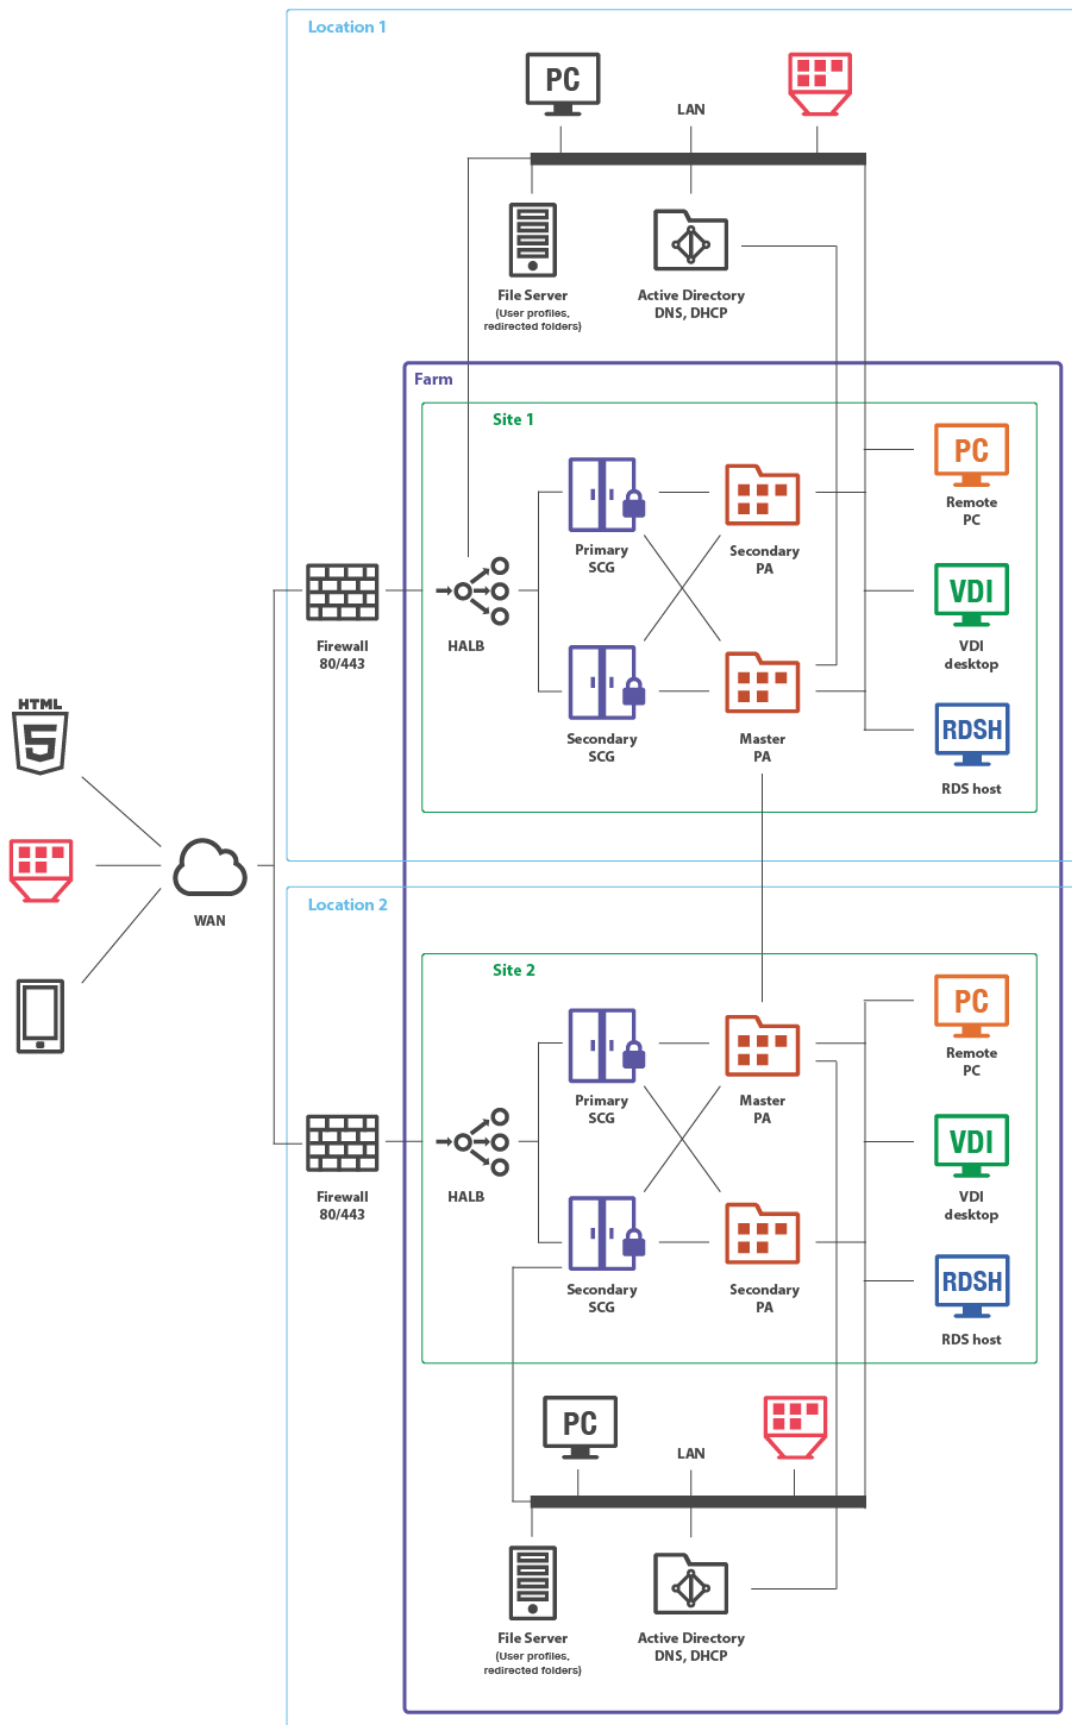 Location 1
PC
LAN
File Server
(User profiles,
redirected folders)
Active Directory
DNS, DHCP
Farm
Site 1
PC
Remote
PC
Primary
SCG
Secondary
PA
VDI
VDI
desktop
Firewall
80/443
HALB
Secondary
SCG
Master
PA
RDSH
RDS host
HTML
5
WAN
Location 2
Site 2
PC
Remote
PC
Primary
SCG
Master
PA
VDI
VDI
desktop
Firewall
80/443
HALB
Secondary
SCG
Secondary
PA
RDSH
RDS host
PC
LAN
File Server
(User profiles,
redirected folders)
Active Directory
DNS, DHCP